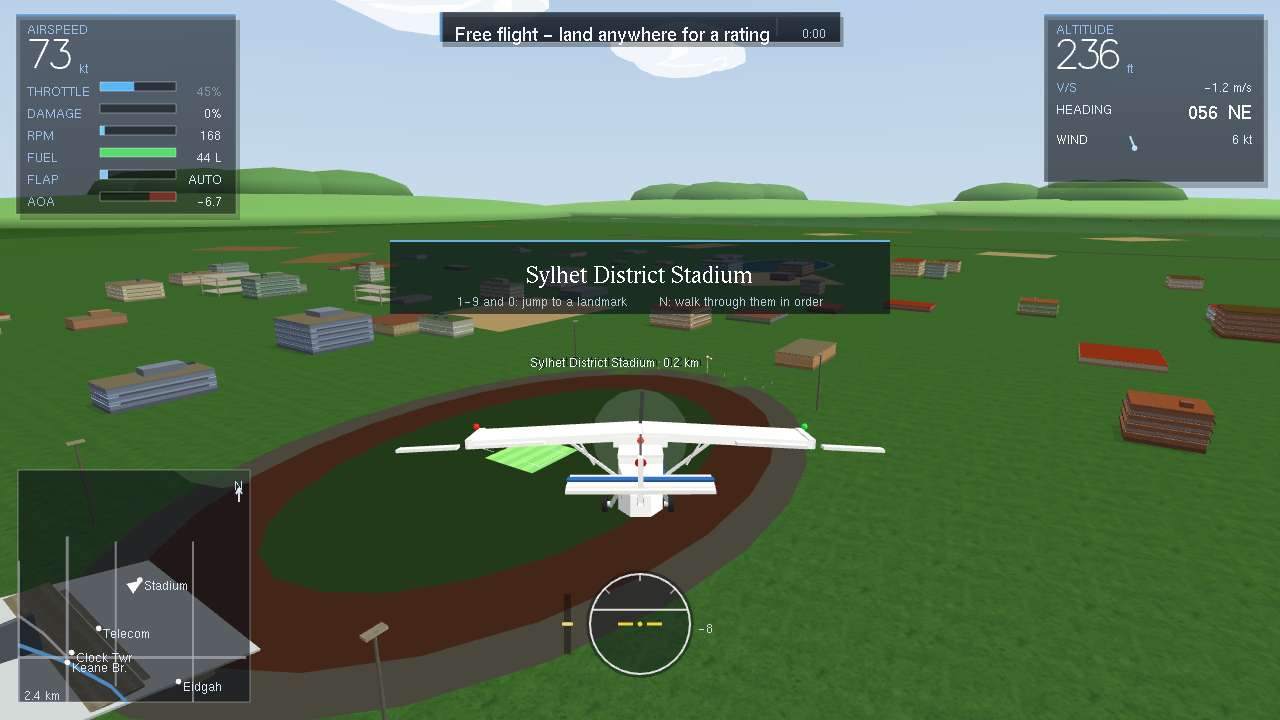 AIRSPEED
73 kt
THROTTLE 45%
DAMAGE 0%
RPM 168
FUEL 44 L
FLAP AUTO
AOA -6.7
Free flight – land anywhere for a rating 0:00
ALTITUDE
236 ft
V/S -1.2 m/s
HEADING 056 NE
WIND 6 kt
Sylhet District Stadium
1-9 and 0: jump to a landmark N: walk through them in order
Sylhet District Stadium 0.2 km
N
Stadium
Telecom
Clock Twr
Keane Br.
Eidgah
2.4 km
-8